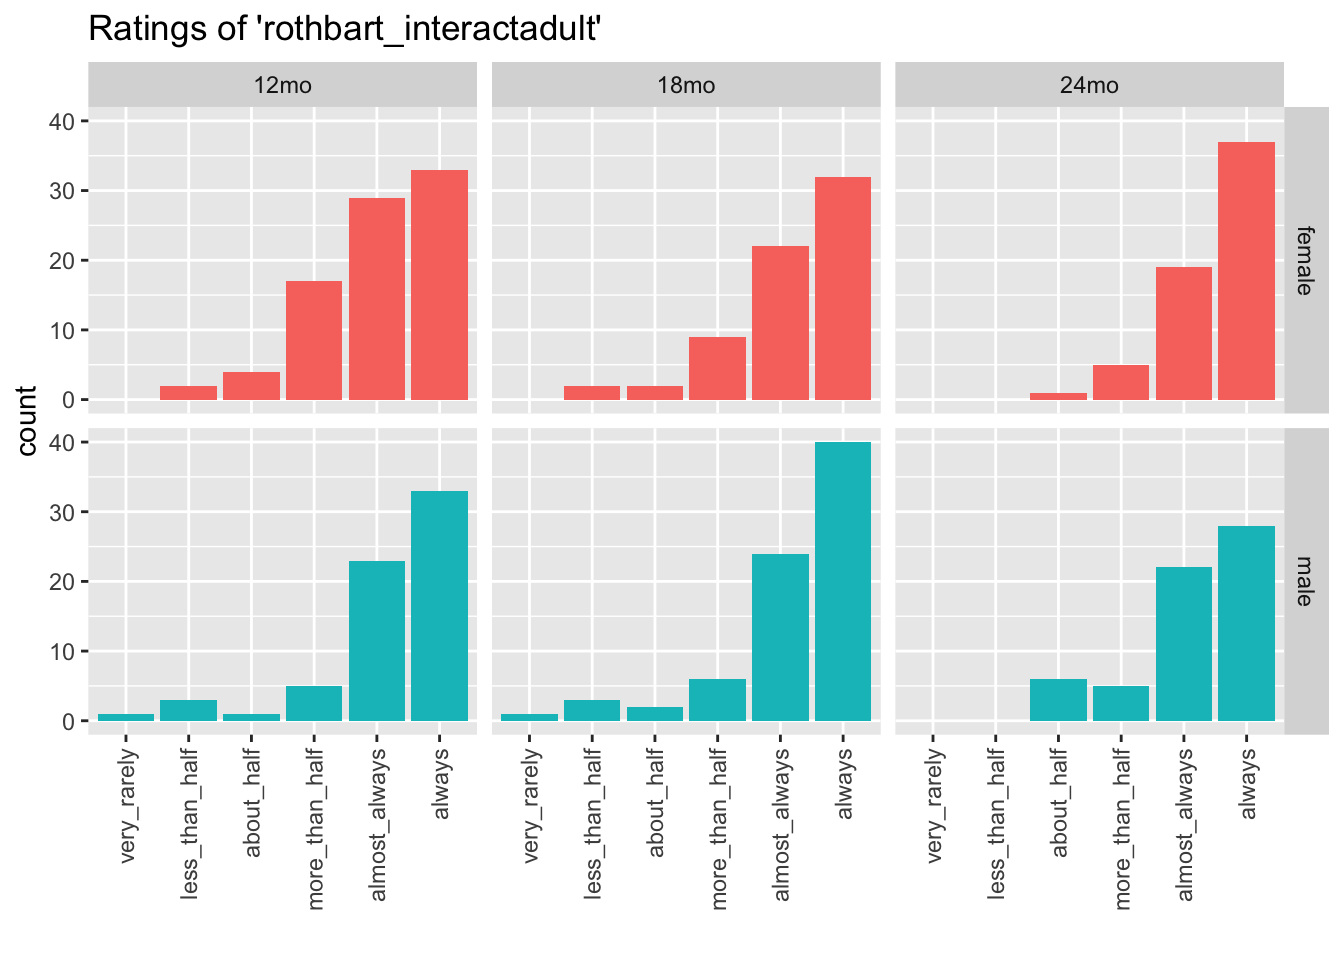 Ratings of 'rothbart_interactadult'
12mo 18mo 24mo
40
30
20
10
0
female
count
40
30
20
10
0
male
very_rarely less_than_half about_half more_than_half almost_always always very_rarely less_than_half about_half more_than_half almost_always always very_rarely less_than_half about_half more_than_half almost_always always